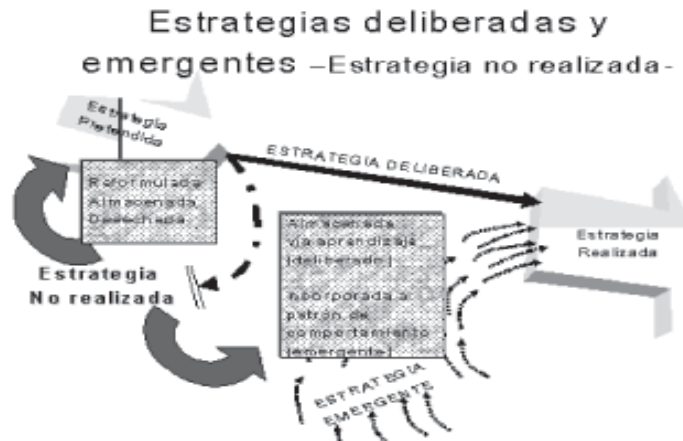 Estrategias deliberadas y
emergentes –Estrategia no realizada-
Estrategia
Pretendida
ESTRATEGIA DELIBERADA
Reformulada
Almacenada
Desechada
Almacenada
vía aprendizaje
(deliberado)
Incorporada a
patrón de
comportamiento
(emergente)
Estrategia
Realizada
Estrategia
No realizada
ESTRATEGIA
EMERGENTE